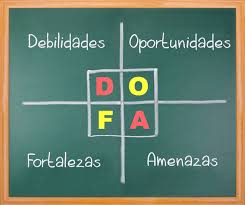 Debilidades
Oportunidades
D O
F A
Fortalezas
Amenazas